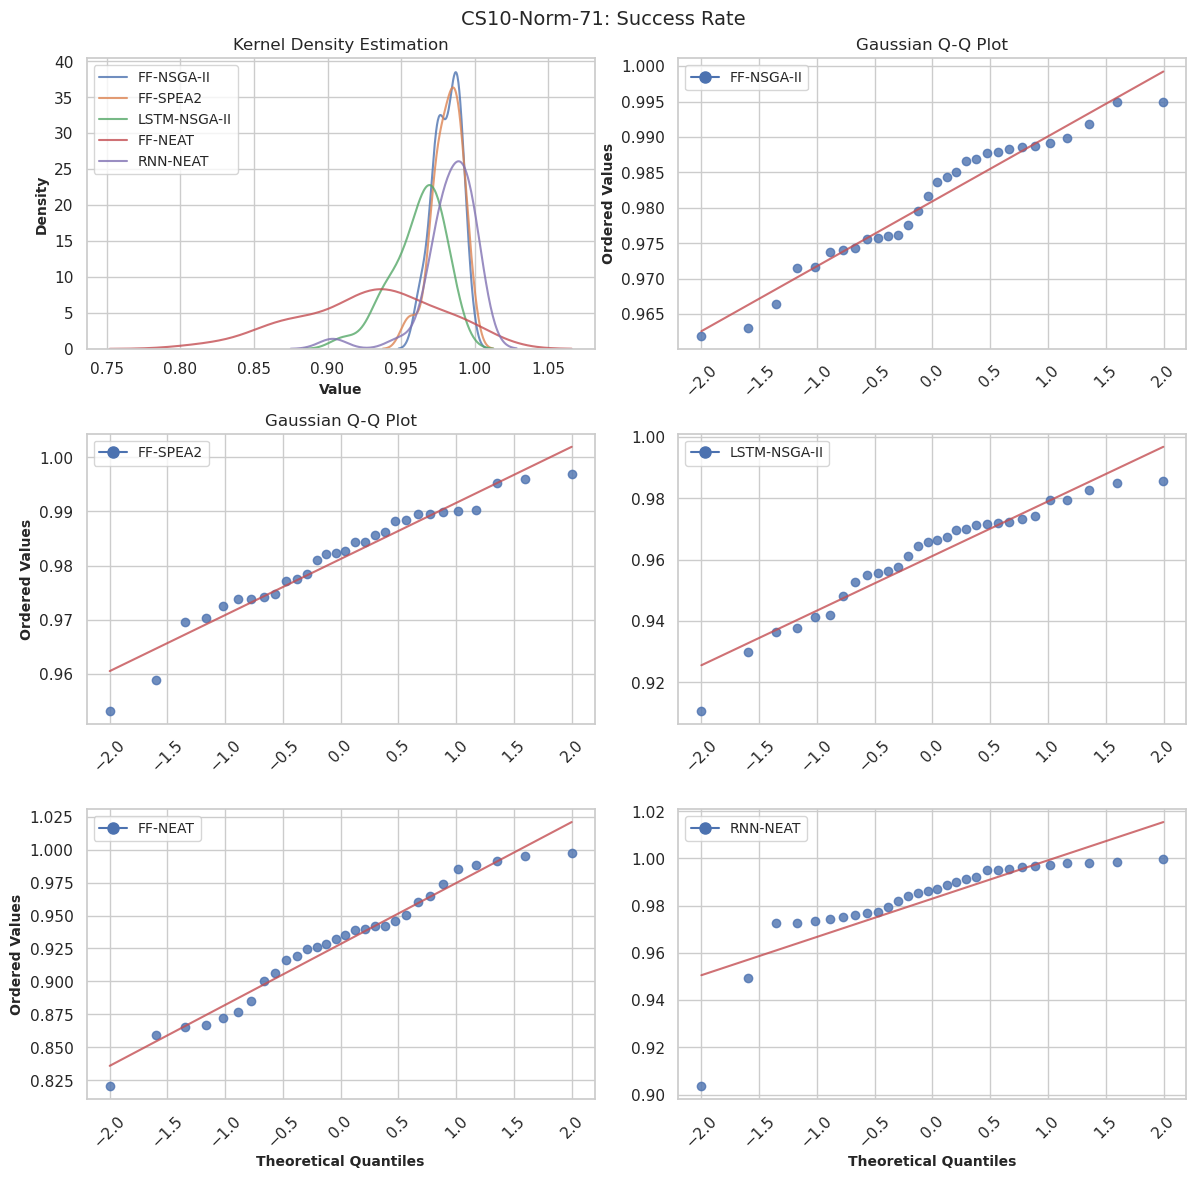 CS10-Norm-71: Success Rate
Kernel Density Estimation
40
35
30
25
20
15
10
5
0
Density
FF-NSGA-II
FF-SPEA2
LSTM-NSGA-II
FF-NEAT
RNN-NEAT
0.75 0.80 0.85 0.90 0.95 1.00 1.05
Value
Gaussian Q-Q Plot
1.000
0.995
0.990
0.985
0.980
0.975
0.970
0.965
Ordered Values
FF-NSGA-II
−2.0 −1.5 −1.0 −0.5 0.0 0.5 1.0 1.5 2.0
Gaussian Q-Q Plot
1.00
0.99
0.98
0.97
0.96
Ordered Values
FF-SPEA2
−2.0 −1.5 −1.0 −0.5 0.0 0.5 1.0 1.5 2.0
1.00
0.98
0.96
0.94
0.92
LSTM-NSGA-II
−2.0 −1.5 −1.0 −0.5 0.0 0.5 1.0 1.5 2.0
1.025
1.000
0.975
0.950
0.925
0.900
0.875
0.850
0.825
Ordered Values
FF-NEAT
−2.0 −1.5 −1.0 −0.5 0.0 0.5 1.0 1.5 2.0
Theoretical Quantiles
1.02
1.00
0.98
0.96
0.94
0.92
0.90
RNN-NEAT
−2.0 −1.5 −1.0 −0.5 0.0 0.5 1.0 1.5 2.0
Theoretical Quantiles